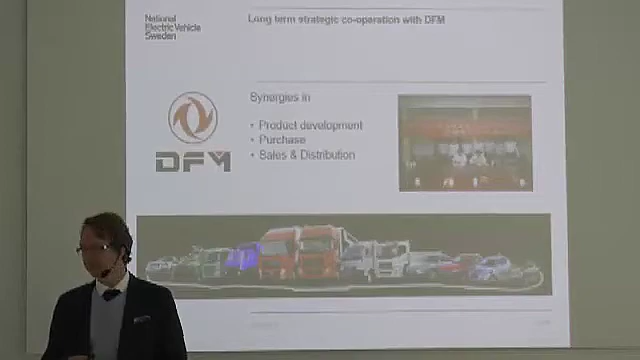 National
Electric Vehicle
Sweden
Long term strategic co-operation with DFM
Synergies in
• Product development
• Purchase
• Sales & Distribution
DFM